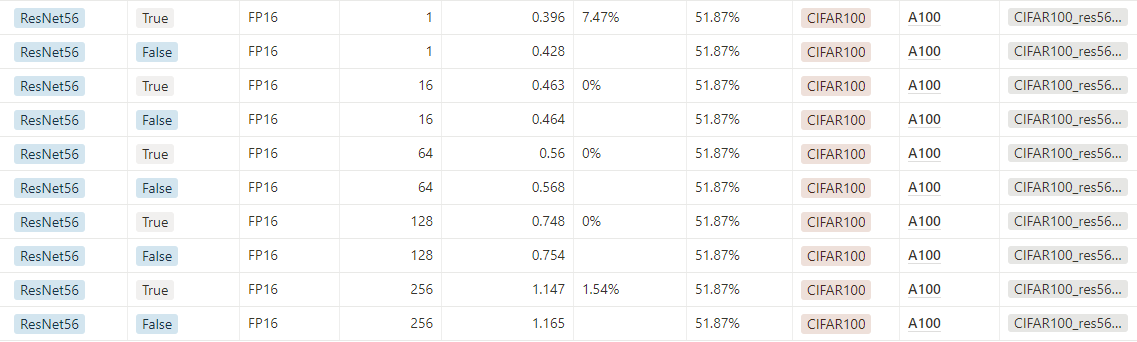 ResNet56 True FP16 1 0.396 7.47% 51.87% CIFAR100 A100 CIFAR100_res56...
ResNet56 False FP16 1 0.428 51.87% CIFAR100 A100 CIFAR100_res56...
ResNet56 True FP16 16 0.463 0% 51.87% CIFAR100 A100 CIFAR100_res56...
ResNet56 False FP16 16 0.464 51.87% CIFAR100 A100 CIFAR100_res56...
ResNet56 True FP16 64 0.56 0% 51.87% CIFAR100 A100 CIFAR100_res56...
ResNet56 False FP16 64 0.568 51.87% CIFAR100 A100 CIFAR100_res56...
ResNet56 True FP16 128 0.748 0% 51.87% CIFAR100 A100 CIFAR100_res56...
ResNet56 False FP16 128 0.754 51.87% CIFAR100 A100 CIFAR100_res56...
ResNet56 True FP16 256 1.147 1.54% 51.87% CIFAR100 A100 CIFAR100_res56...
ResNet56 False FP16 256 1.165 51.87% CIFAR100 A100 CIFAR100_res56...